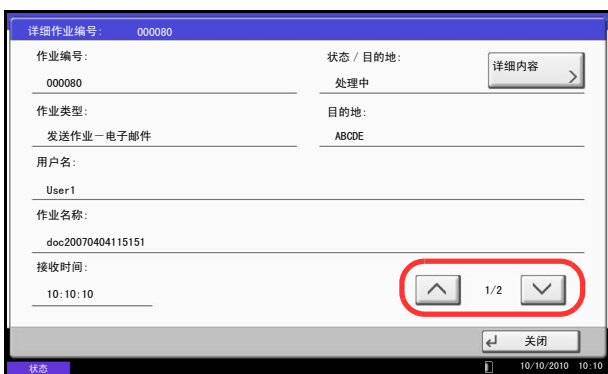 详细作业编号: 000080
作业编号: 状态 / 目的地:
000080 处理中 详细内容
作业类型: 目的地:
发送作业－电子邮件 ABCDE
用户名:
User1
作业名称:
doc20070404115151
接收时间:
10:10:10 1/2
关闭
状态 10/10/2010 10:10